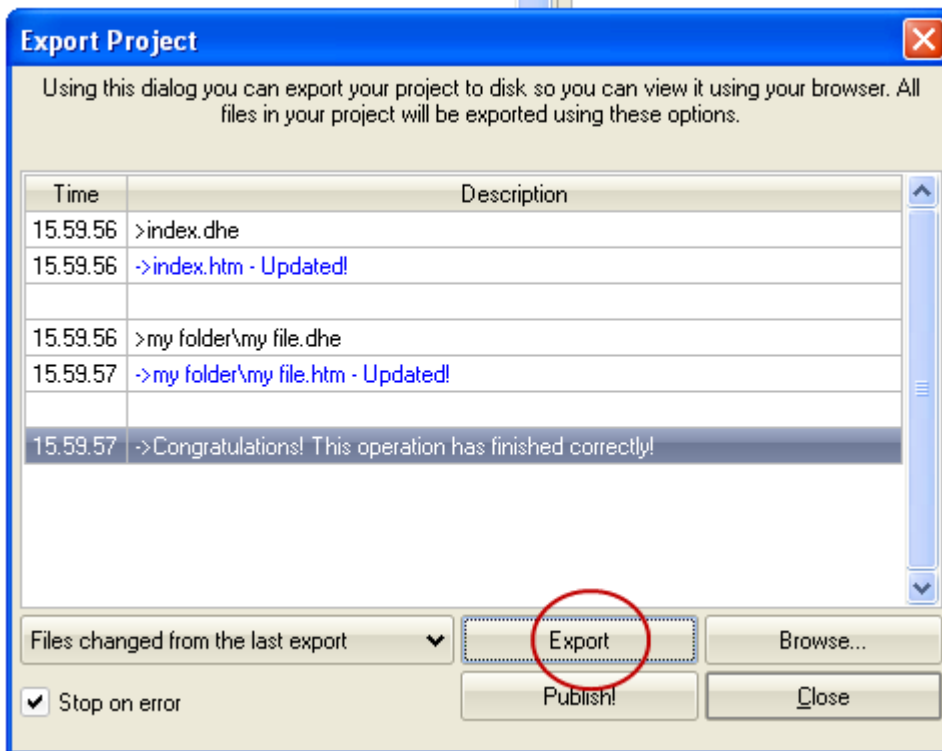 Export Project
Using this dialog you can export your project to disk so you can view it using your browser. All
files in your project will be exported using these options.
Time Description
15.59.56 >index.dhe
15.59.56 ->index.htm - Updated!
15.59.56 >my folder\my file.dhe
15.59.57 ->my folder\my file.htm - Updated!
15.59.57 ->Congratulations! This operation has finished correctly!
Files changed from the last export Export Browse...
Stop on error Publish! Close